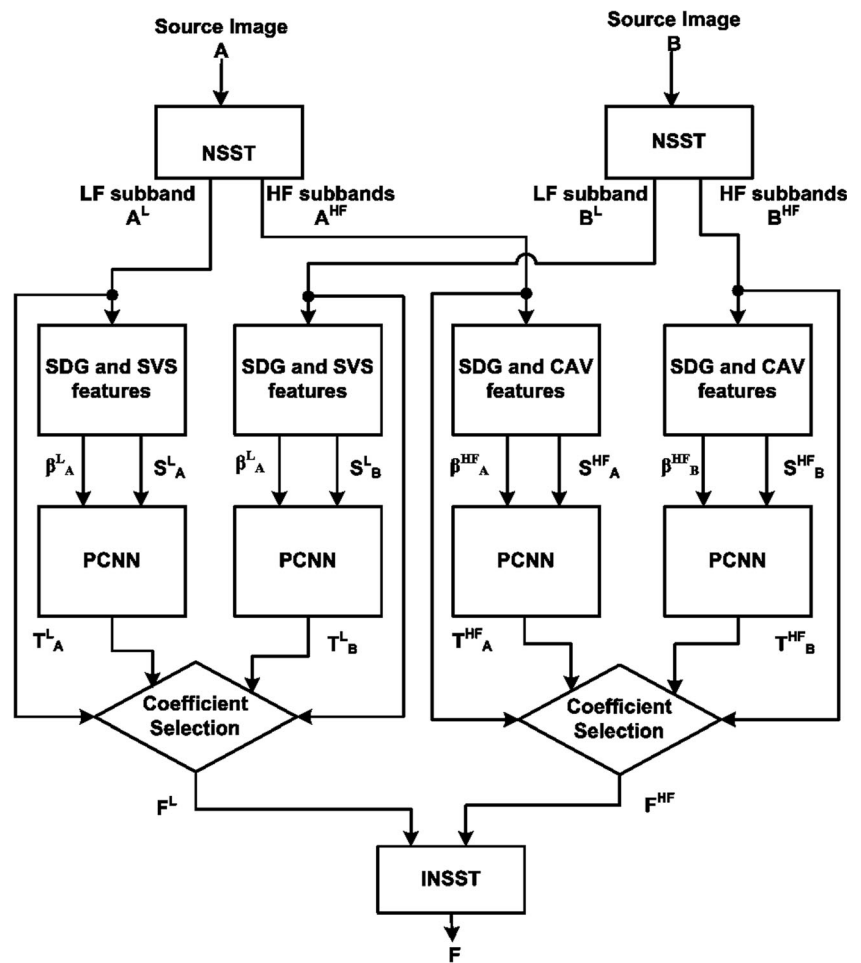 Source Image
A
Source Image
B
NSST
NSST
LF subband
A^L
HF subbands
A^HF
LF subband
B^L
HF subbands
B^HF
SDG and SVS
features
SDG and SVS
features
SDG and CAV
features
SDG and CAV
features
β^L_A
S^L_A
β^L_A
S^L_B
β^HF_A
S^HF_A
β^HF_B
S^HF_B
PCNN
PCNN
PCNN
PCNN
T^L_A
T^L_B
T^HF_A
T^HF_B
Coefficient
Selection
Coefficient
Selection
F^L
F^HF
INSST
F